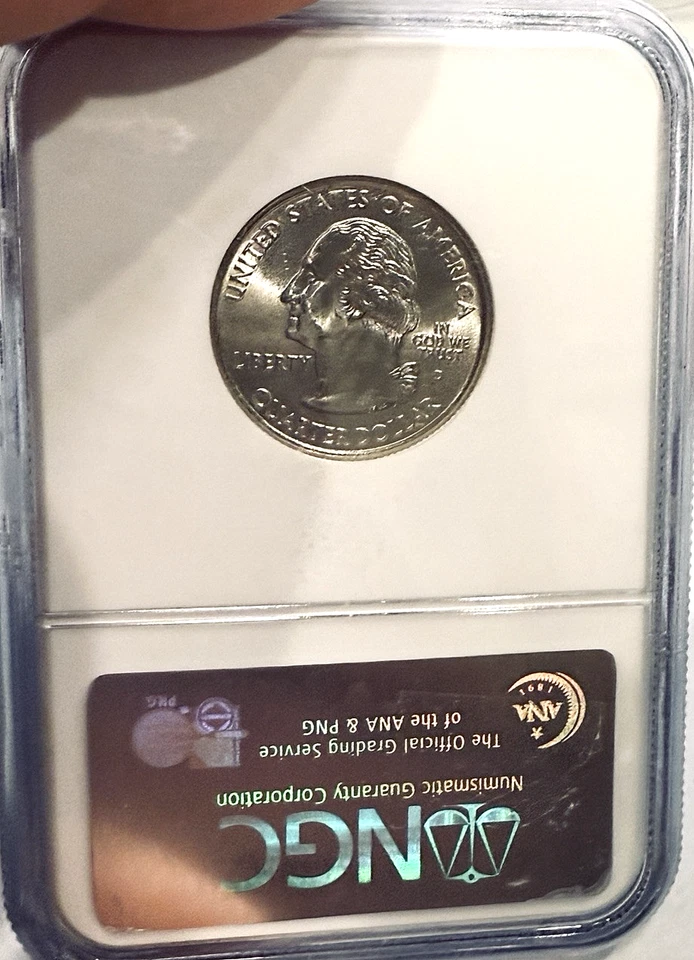 UNITED STATES OF AMERICA
LIBERTY
IN
GOD WE
TRUST
P
QUARTER DOLLAR
NGC
Numismatic Guaranty Corporation
The Official Grading Service
of the ANA & PNG
ANA
1891
PNG